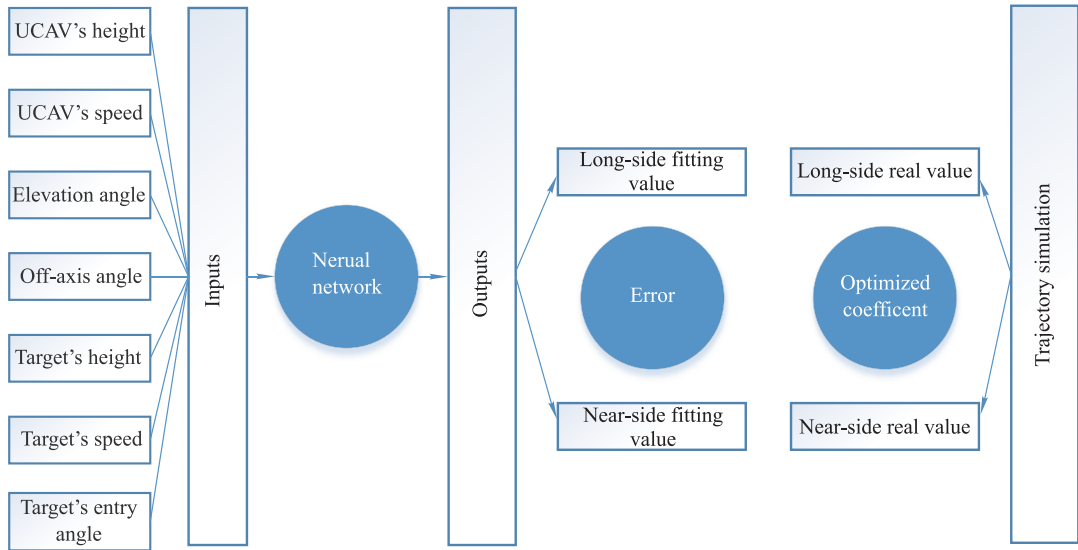 UCAV's height
UCAV's speed
Elevation angle
Off-axis angle
Target's height
Target's speed
Target's entry
angle
Inputs
Nerual
network
Outputs
Long-side fitting
value
Error
Near-side fitting
value
Long-side real value
Optimized
coefficent
Near-side real value
Trajectory simulation